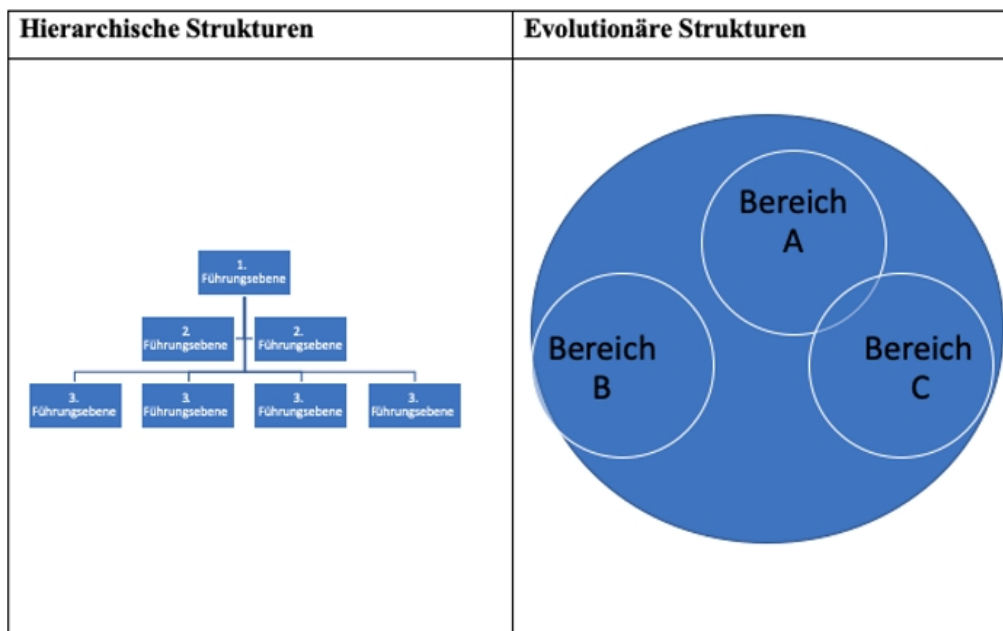 Hierarchische Strukturen
Evolutionäre Strukturen
1.
Führungsebene
2.
Führungsebene
2.
Führungsebene
3.
Führungsebene
3.
Führungsebene
3.
Führungsebene
3.
Führungsebene
Bereich
A
Bereich
B
Bereich
C